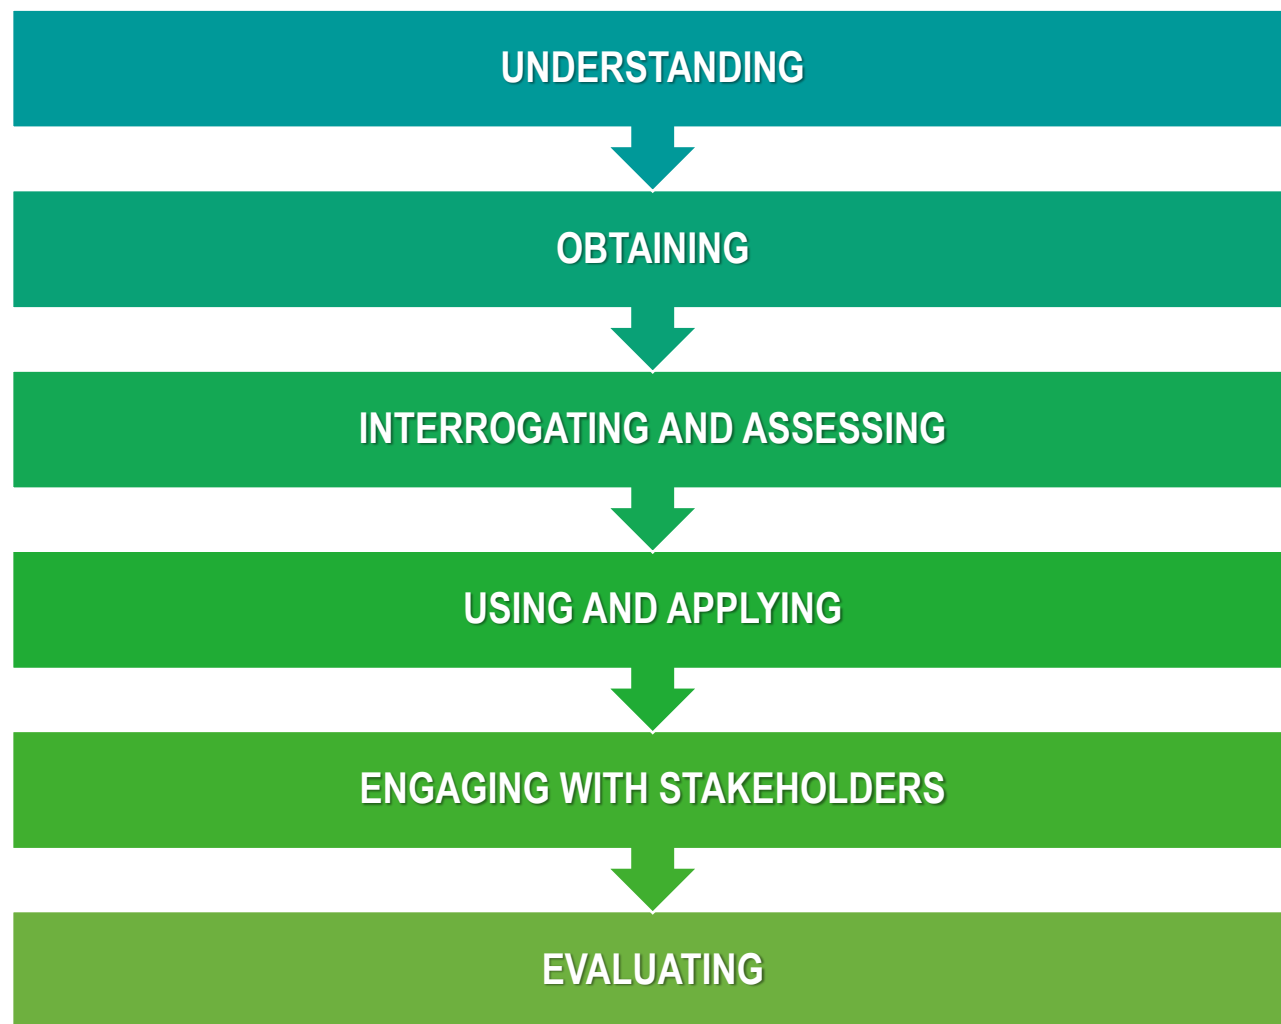 UNDERSTANDING
OBTAINING
INTERROGATING AND ASSESSING
USING AND APPLYING
ENGAGING WITH STAKEHOLDERS
EVALUATING